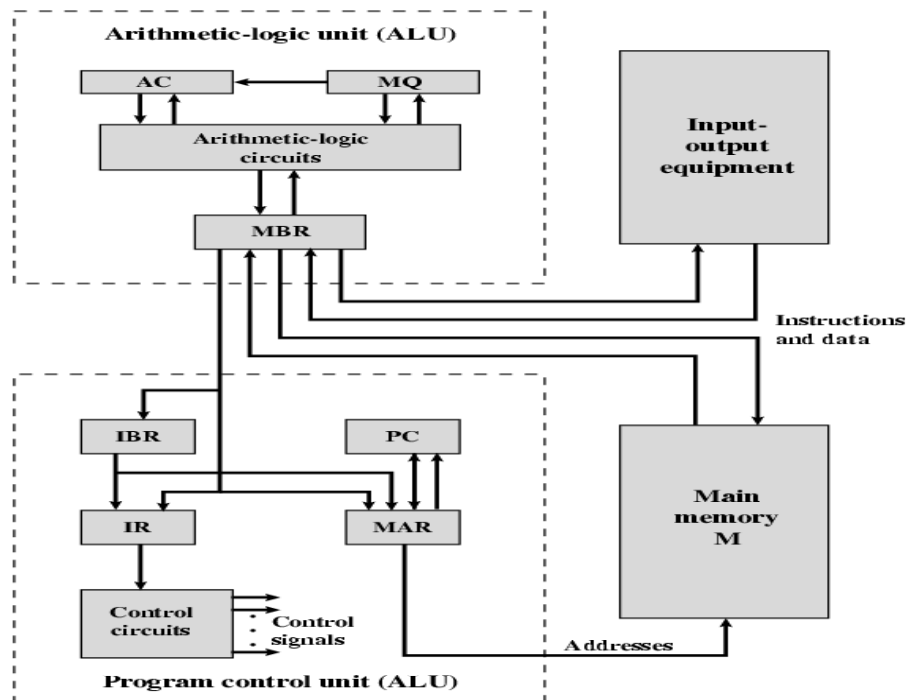 Arithmetic-logic unit (ALU)
AC
MQ
Arithmetic-logic
circuits
MBR
Input-
output
equipment
Instructions
and data
IBR
PC
IR
MAR
Main
memory
M
Control
circuits
Control
signals
Addresses
Program control unit (ALU)